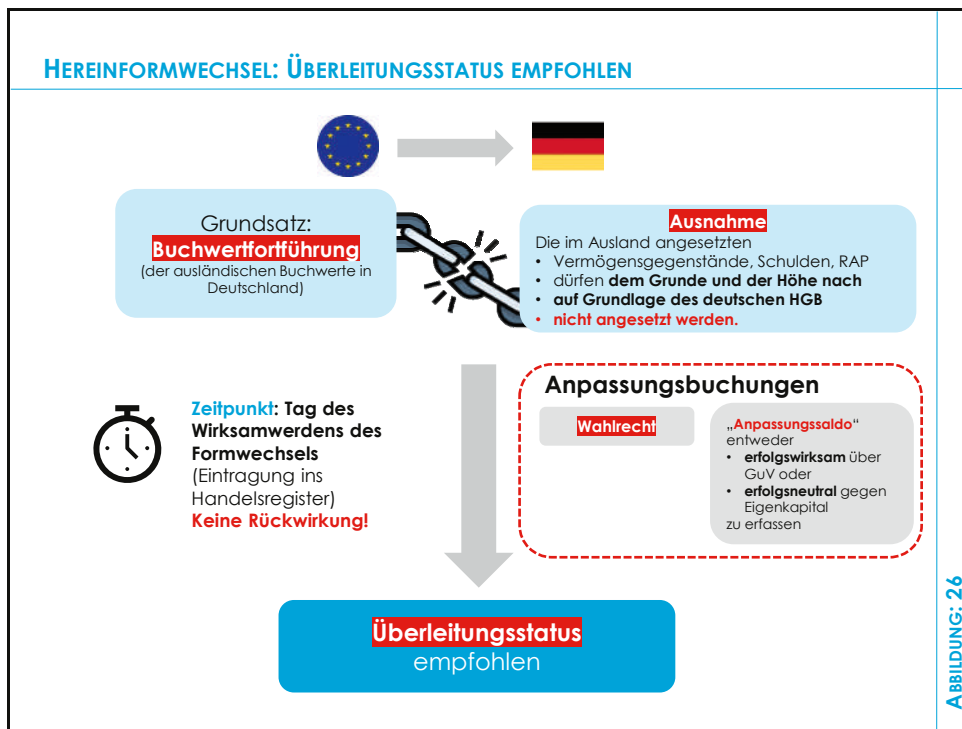 HEREINFORMWECHSEL: ÜBERLEITUNGSSTATUS EMPFOHLEN
Grundsatz:
Buchwertfortführung
(der ausländischen Buchwerte in
Deutschland)
Ausnahme
Die im Ausland angesetzten
• Vermögensgegenstände, Schulden, RAP
• dürfen dem Grunde und der Höhe nach
• auf Grundlage des deutschen HGB
• nicht angesetzt werden.
Zeitpunkt: Tag des
Wirksamwerdens des
Formwechsels
(Eintragung ins
Handelsregister)
Keine Rückwirkung!
Anpassungsbuchungen
Wahlrecht
„Anpassungssaldo“
entweder
• erfolgswirksam über
GuV oder
• erfolgsneutral gegen
Eigenkapital
zu erfassen
Überleitungsstatus
empfohlen
ABBILDUNG: 26